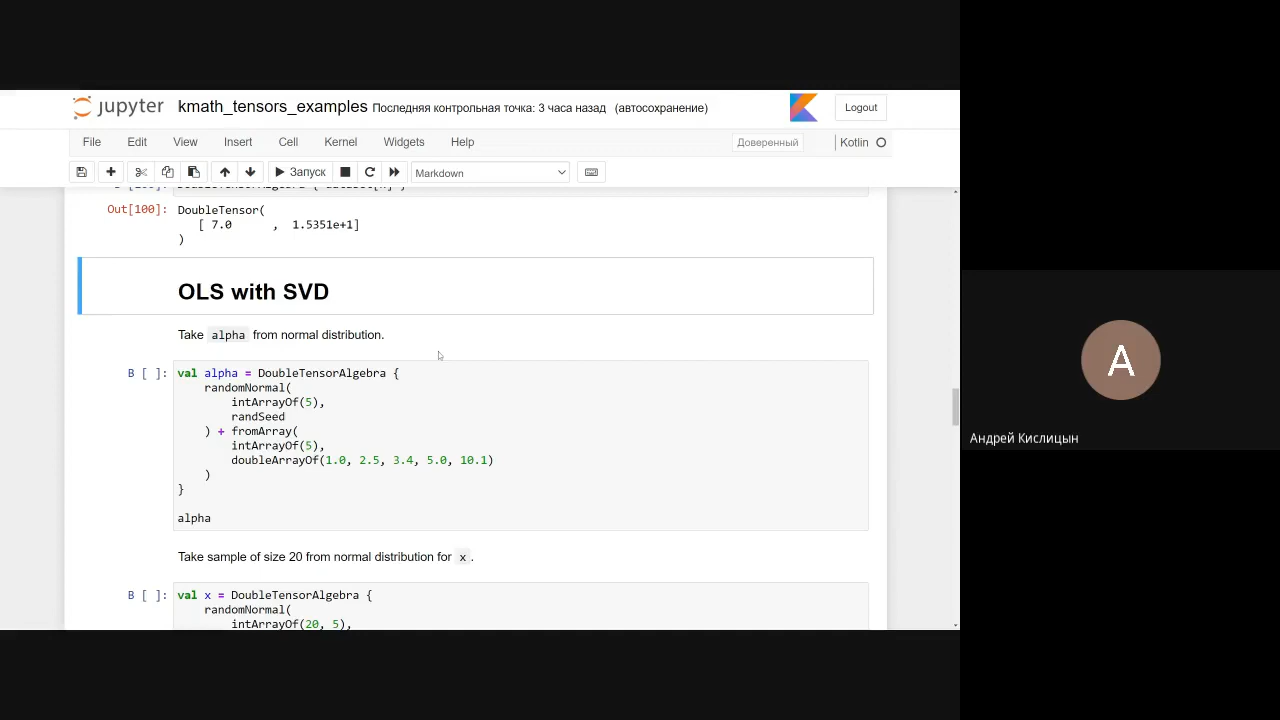 jupyter kmath_tensors_examples Последняя контрольная точка: 3 часа назад (автосохранение) Logout
File Edit View Insert Cell Kernel Widgets Help Доверенный Kotlin
Запуск Markdown
Out[100]: DoubleTensor(
[ 7.0 , 1.5351e+1]
)
OLS with SVD
Take alpha from normal distribution.
В [ ]: val alpha = DoubleTensorAlgebra {
randomNormal(
intArrayOf(5),
randSeed
) + fromArray(
intArrayOf(5),
doubleArrayOf(1.0, 2.5, 3.4, 5.0, 10.1)
)
}
alpha
Take sample of size 20 from normal distribution for x.
В [ ]: val x = DoubleTensorAlgebra {
randomNormal(
intArrayOf(20, 5),
A
Андрей Кислицын